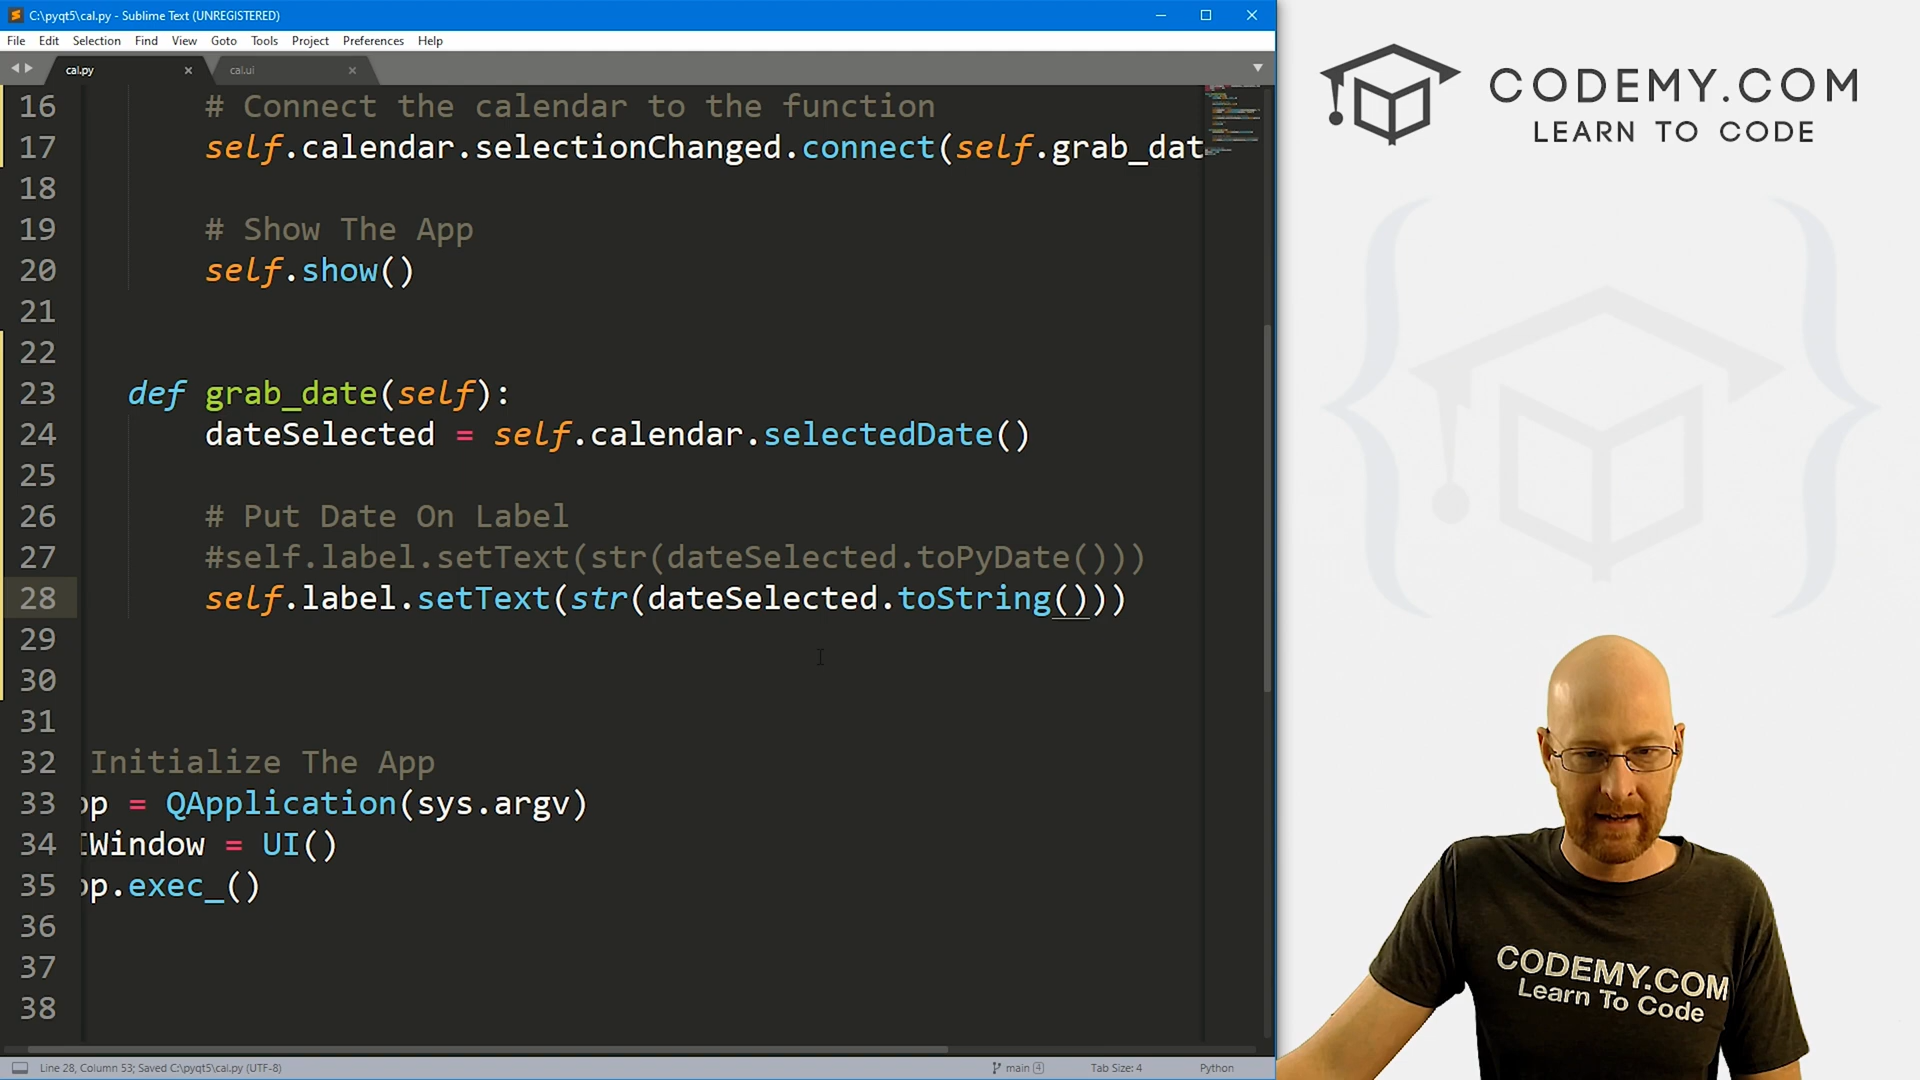 C:\pyqt5\cal.py - Sublime Text (UNREGISTERED)
File Edit Selection Find View Goto Tools Project Preferences Help
cal.py
cal.ui
16 # Connect the calendar to the function
17 self.calendar.selectionChanged.connect(self.grab_dat
18
19 # Show The App
20 self.show()
21
22
23 def grab_date(self):
24 dateSelected = self.calendar.selectedDate()
25
26 # Put Date On Label
27 #self.label.setText(str(dateSelected.toPyDate()))
28 self.label.setText(str(dateSelected.toString()))
29
30
31
32 Initialize The App
33 pp = QApplication(sys.argv)
34 IWindow = UI()
35 pp.exec_()
36
37
38
Line 28, Column 53; Saved C:\pyqt5\cal.py (UTF-8)
main 4
Tab Size: 4
Python
CODEMY.COM
LEARN TO CODE
CODEMY.COM
Learn To Code